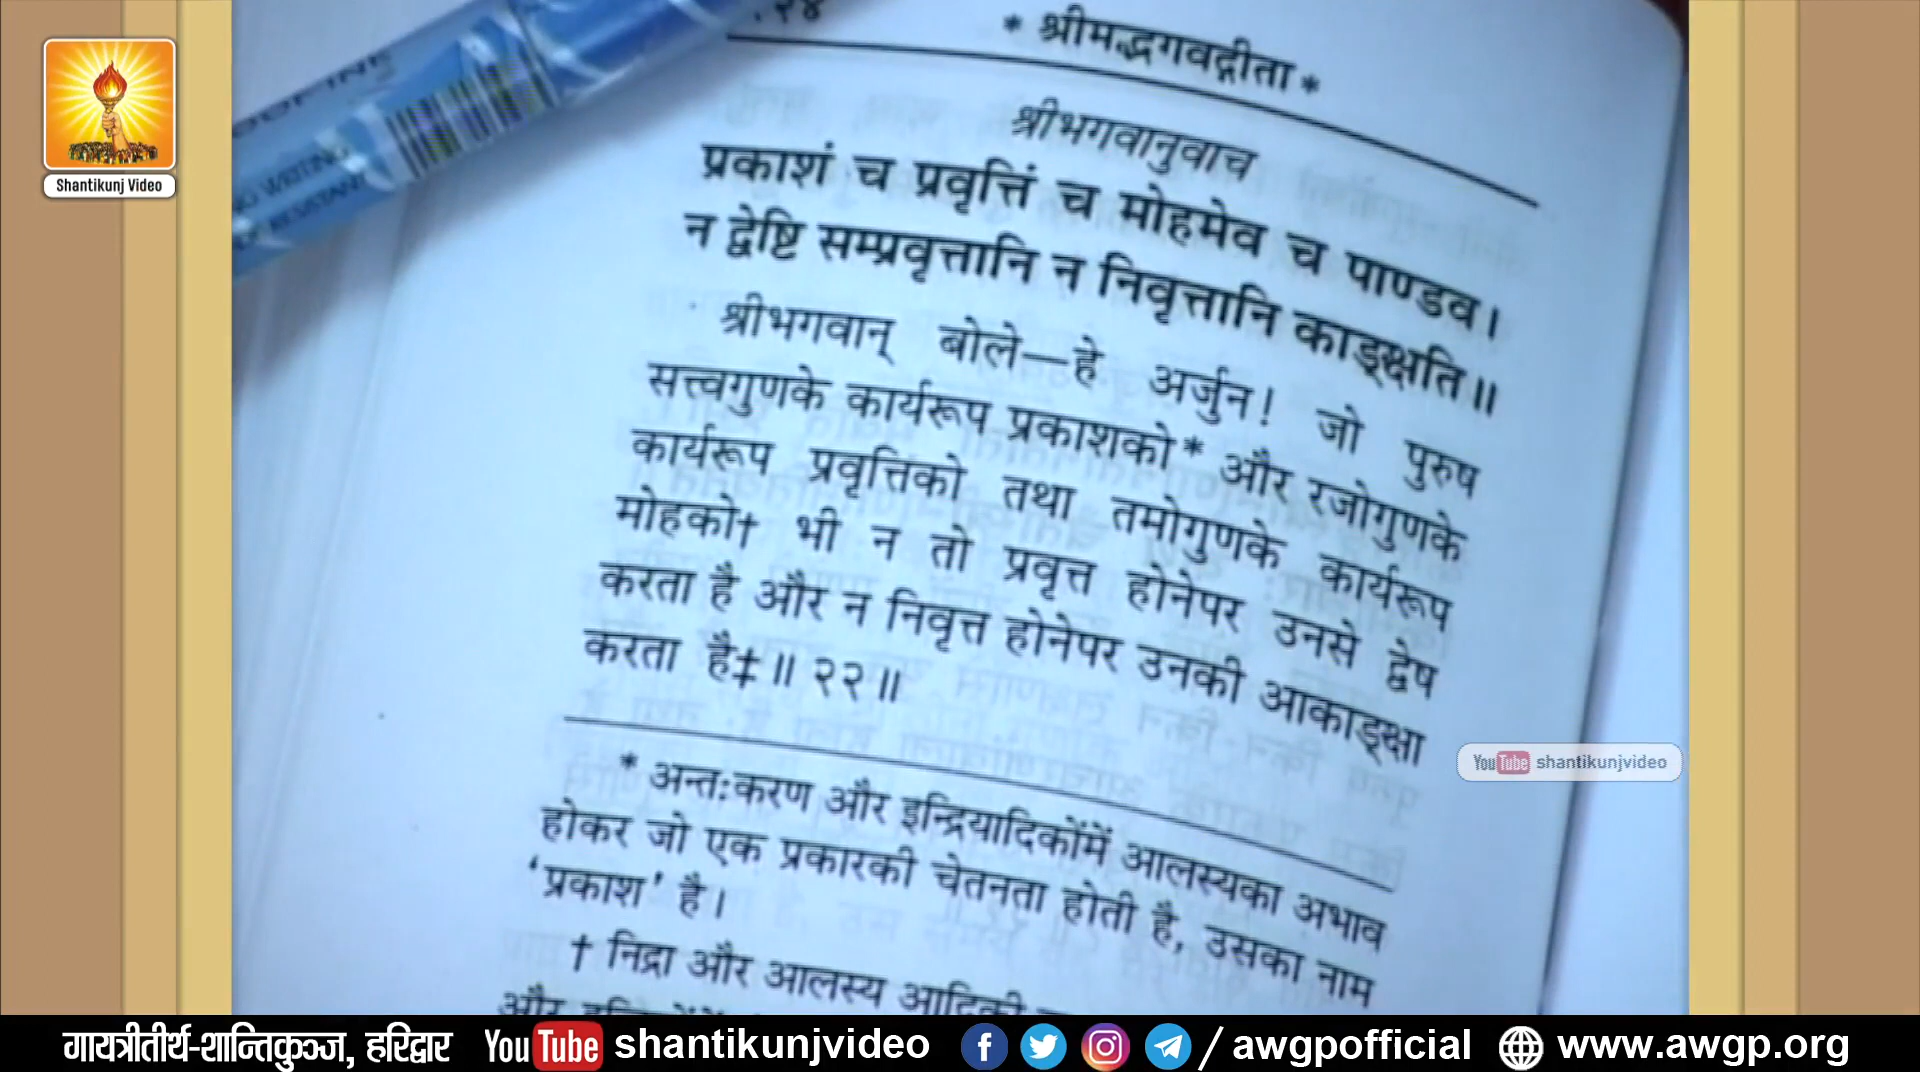 Shantikunj Video
* श्रीमद्भगवद्गीता *
श्रीभगवानुवाच
प्रकाशं च प्रवृत्तिं च मोहमेव च पाण्डव।
न द्वेष्टि सम्प्रवृत्तानि न निवृत्तानि काङ्क्षति॥
श्रीभगवान् बोले—हे अर्जुन! जो पुरुष
सत्त्वगुणके कार्यरूप प्रकाशको* और रजोगुणके
कार्यरूप प्रवृत्तिको तथा तमोगुणके कार्यरूप
मोहको† भी न तो प्रवृत्त होनेपर उनसे द्वेष
करता है और न निवृत्त होनेपर उनकी आकाङ्क्षा
करता है‡॥ २२॥
YouTube shantikunjvideo
* अन्तःकरण और इन्द्रियादिकोंमें आलस्यका अभाव
होकर जो एक प्रकारकी चेतनता होती है, उसका नाम
‘प्रकाश’ है।
† निद्रा और आलस्य आदिकी
और
गायत्रीतीर्थ-शान्तिकुञ्ज, हरिद्वार YouTube shantikunjvideo / awgpofficial www.awgp.org